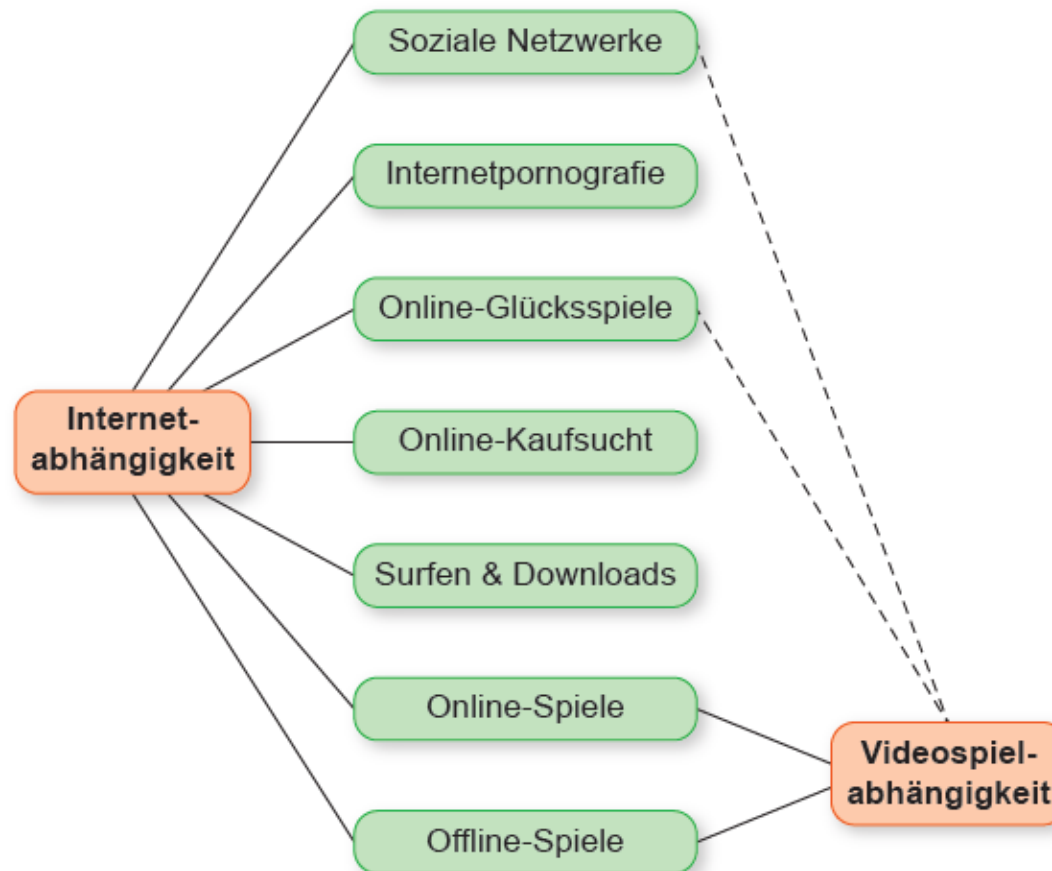 Soziale Netzwerke
Internetpornografie
Online-Glücksspiele
Internet-
abhängigkeit
Online-Kaufsucht
Surfen & Downloads
Online-Spiele
Videospiel-
abhängigkeit
Offline-Spiele